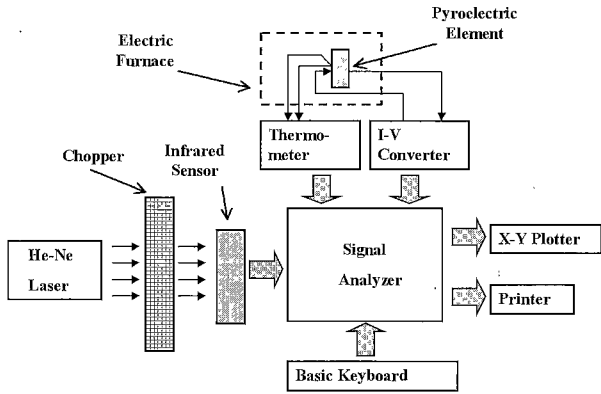 Pyroelectric
Element
Electric
Furnace
Thermo-
meter
I-V
Converter
Chopper
Infrared
Sensor
He-Ne
Laser
Signal
Analyzer
X-Y Plotter
Printer
Basic Keyboard